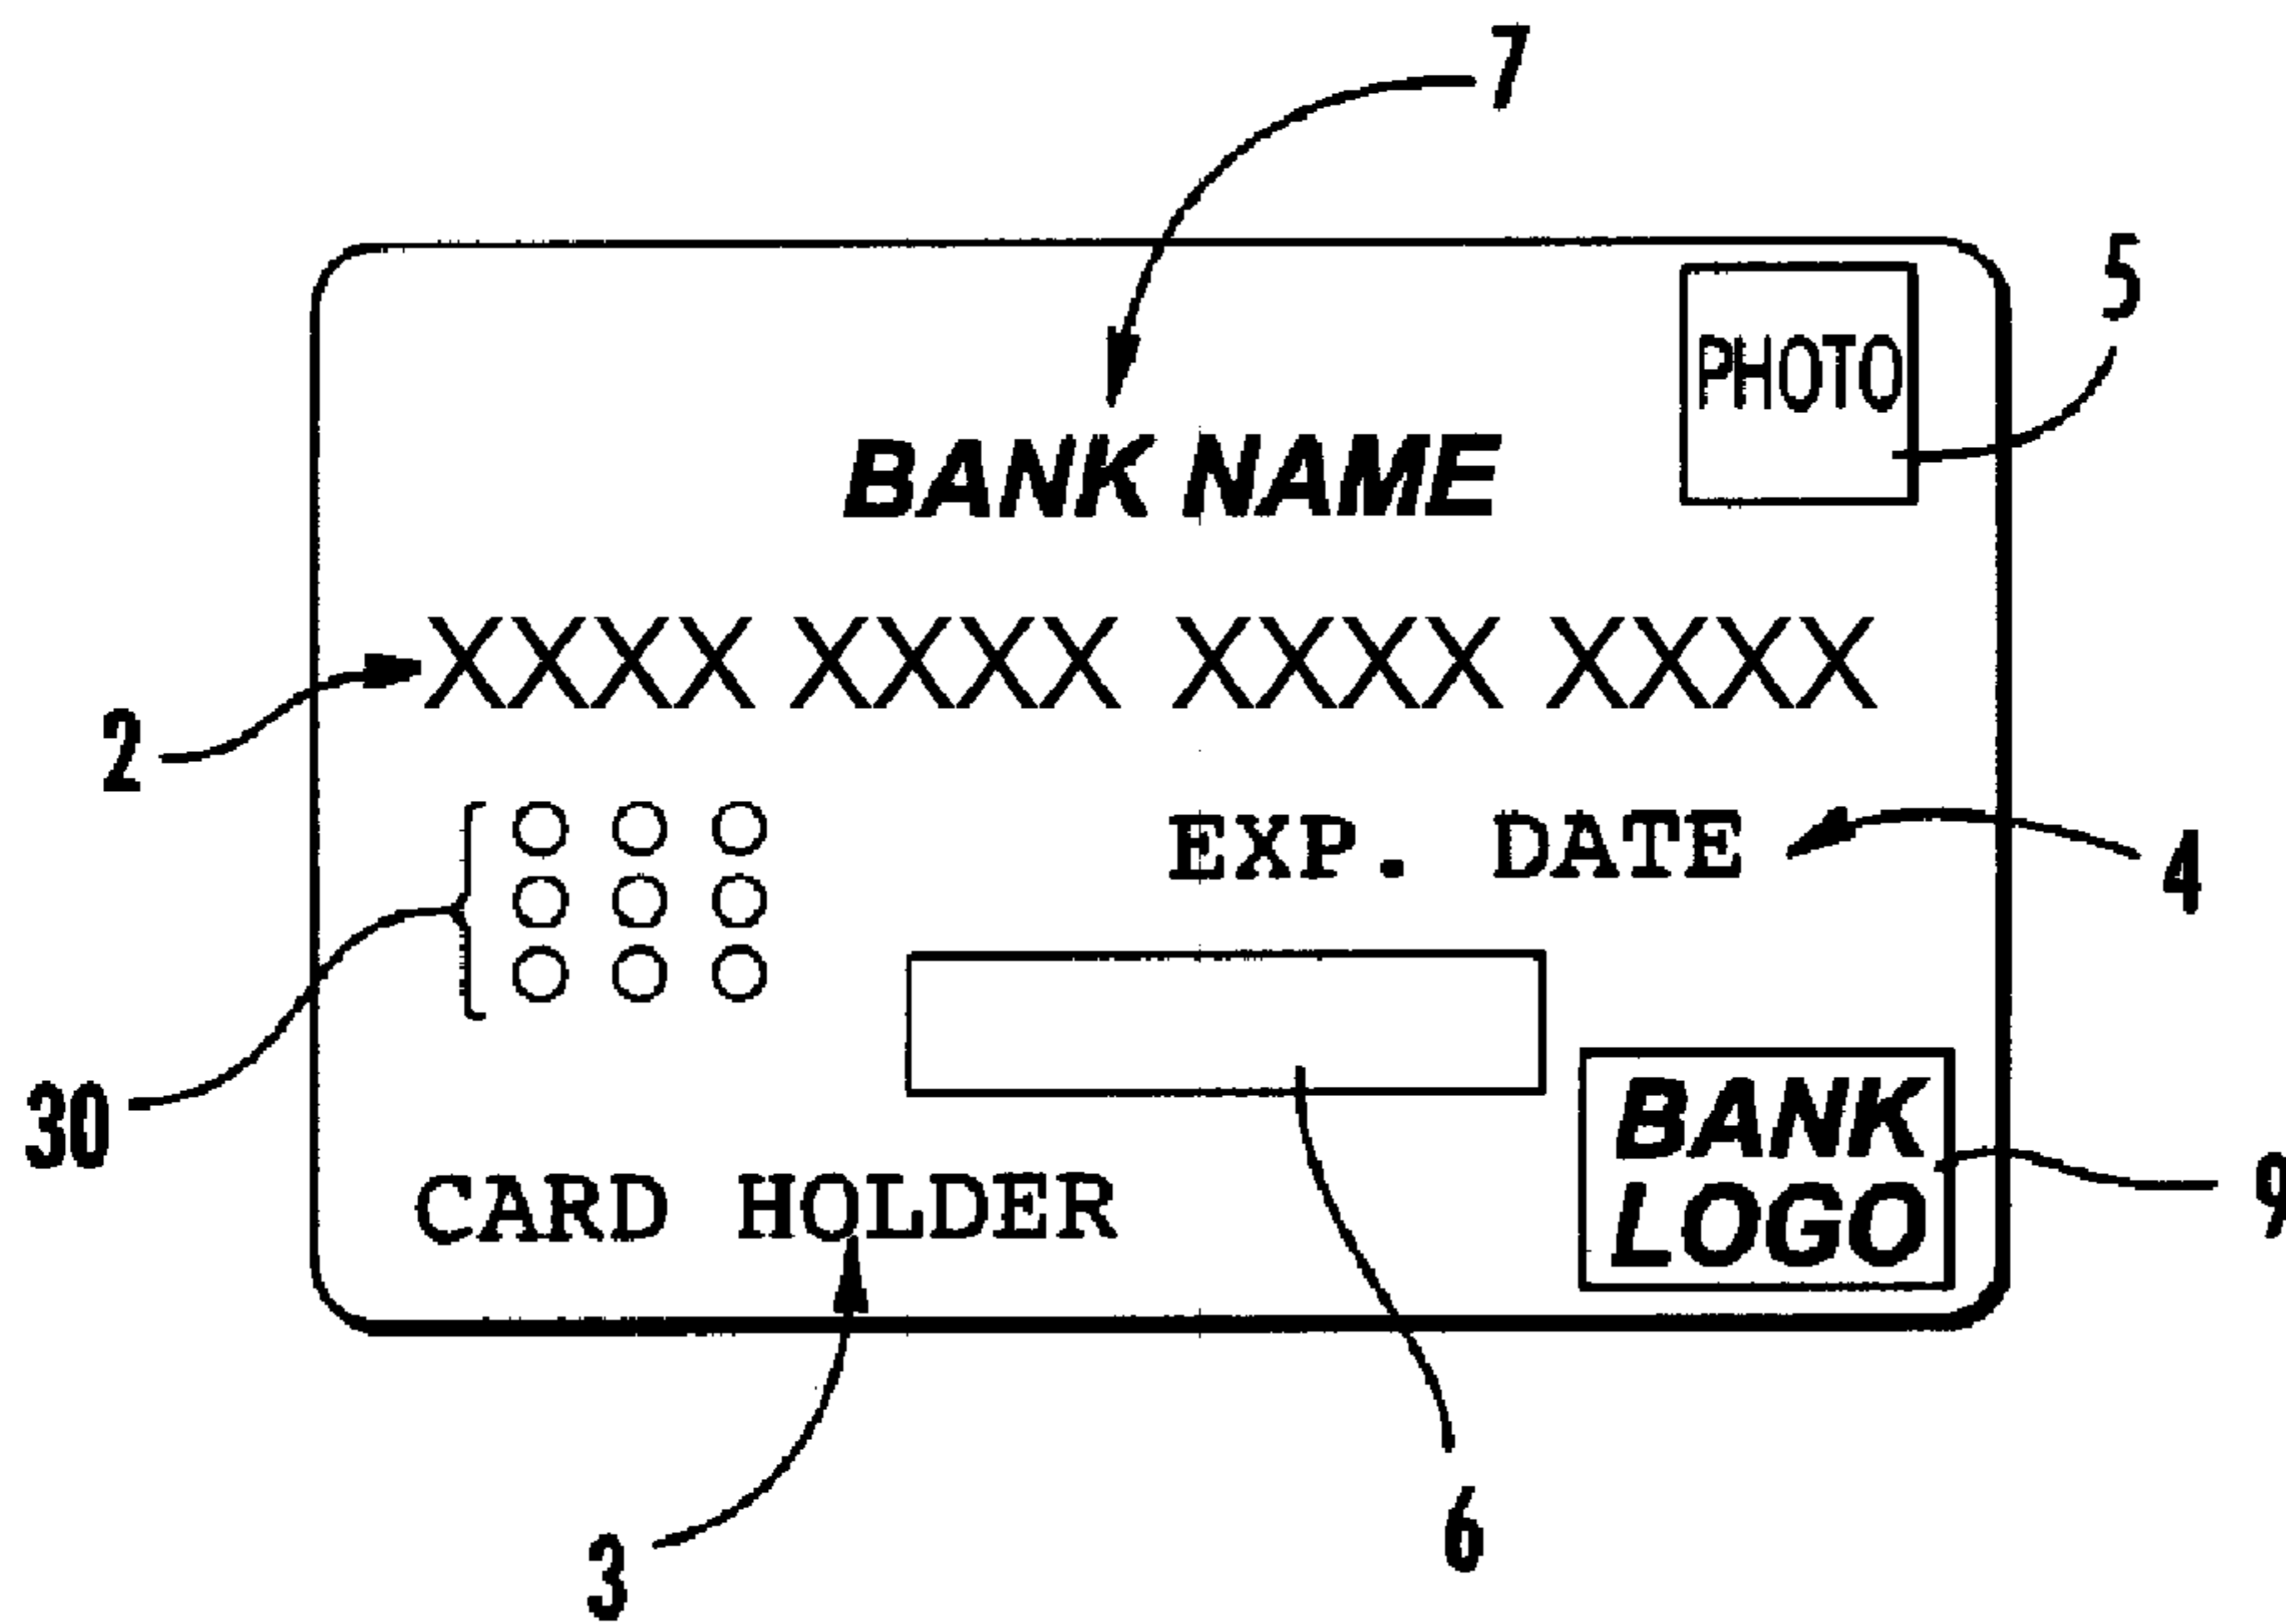 7
5
PHOTO
BANK NAME
2
XXXX XXXX XXXX XXXX
EXP. DATE
4
30
BANK
LOGO
9
CARD HOLDER
3
6